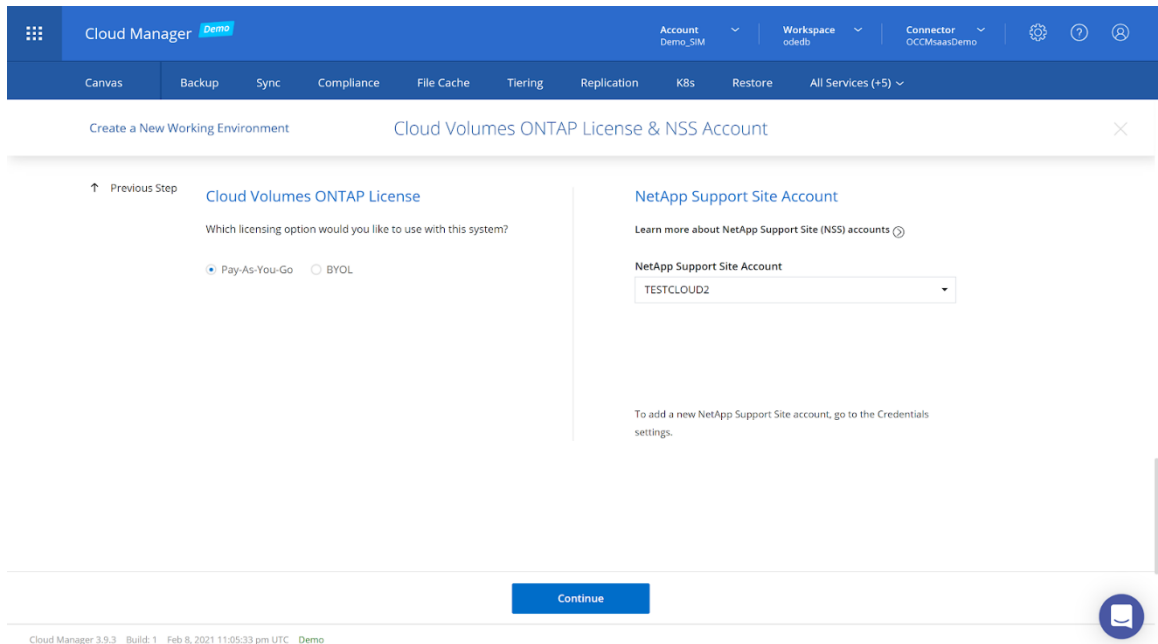 Cloud Manager Demo
Account
Demo_SIM
Workspace
odedb
Connector
OCCMsaasDemo
Canvas Backup Sync Compliance File Cache Tiering Replication K8s Restore All Services (+5)
Create a New Working Environment
Cloud Volumes ONTAP License & NSS Account
Previous Step
Cloud Volumes ONTAP License
Which licensing option would you like to use with this system?
Pay-As-You-Go BYOL
NetApp Support Site Account
Learn more about NetApp Support Site (NSS) accounts
NetApp Support Site Account
TESTCLOUD2
To add a new NetApp Support Site account, go to the Credentials
settings.
Continue
Cloud Manager 3.9.3 Build: 1 Feb 8, 2021 11:05:33 pm UTC Demo